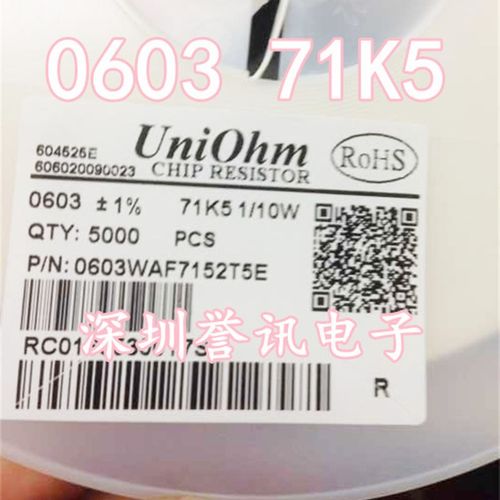 0603 71K5
604525E
606020090023
UniOhm
CHIP RESISTOR
RoHS
0603 ±1% 71K5 1/10W
QTY: 5000 PCS
P/N: 0603WAF7152T5E
深圳誉讯电子
R